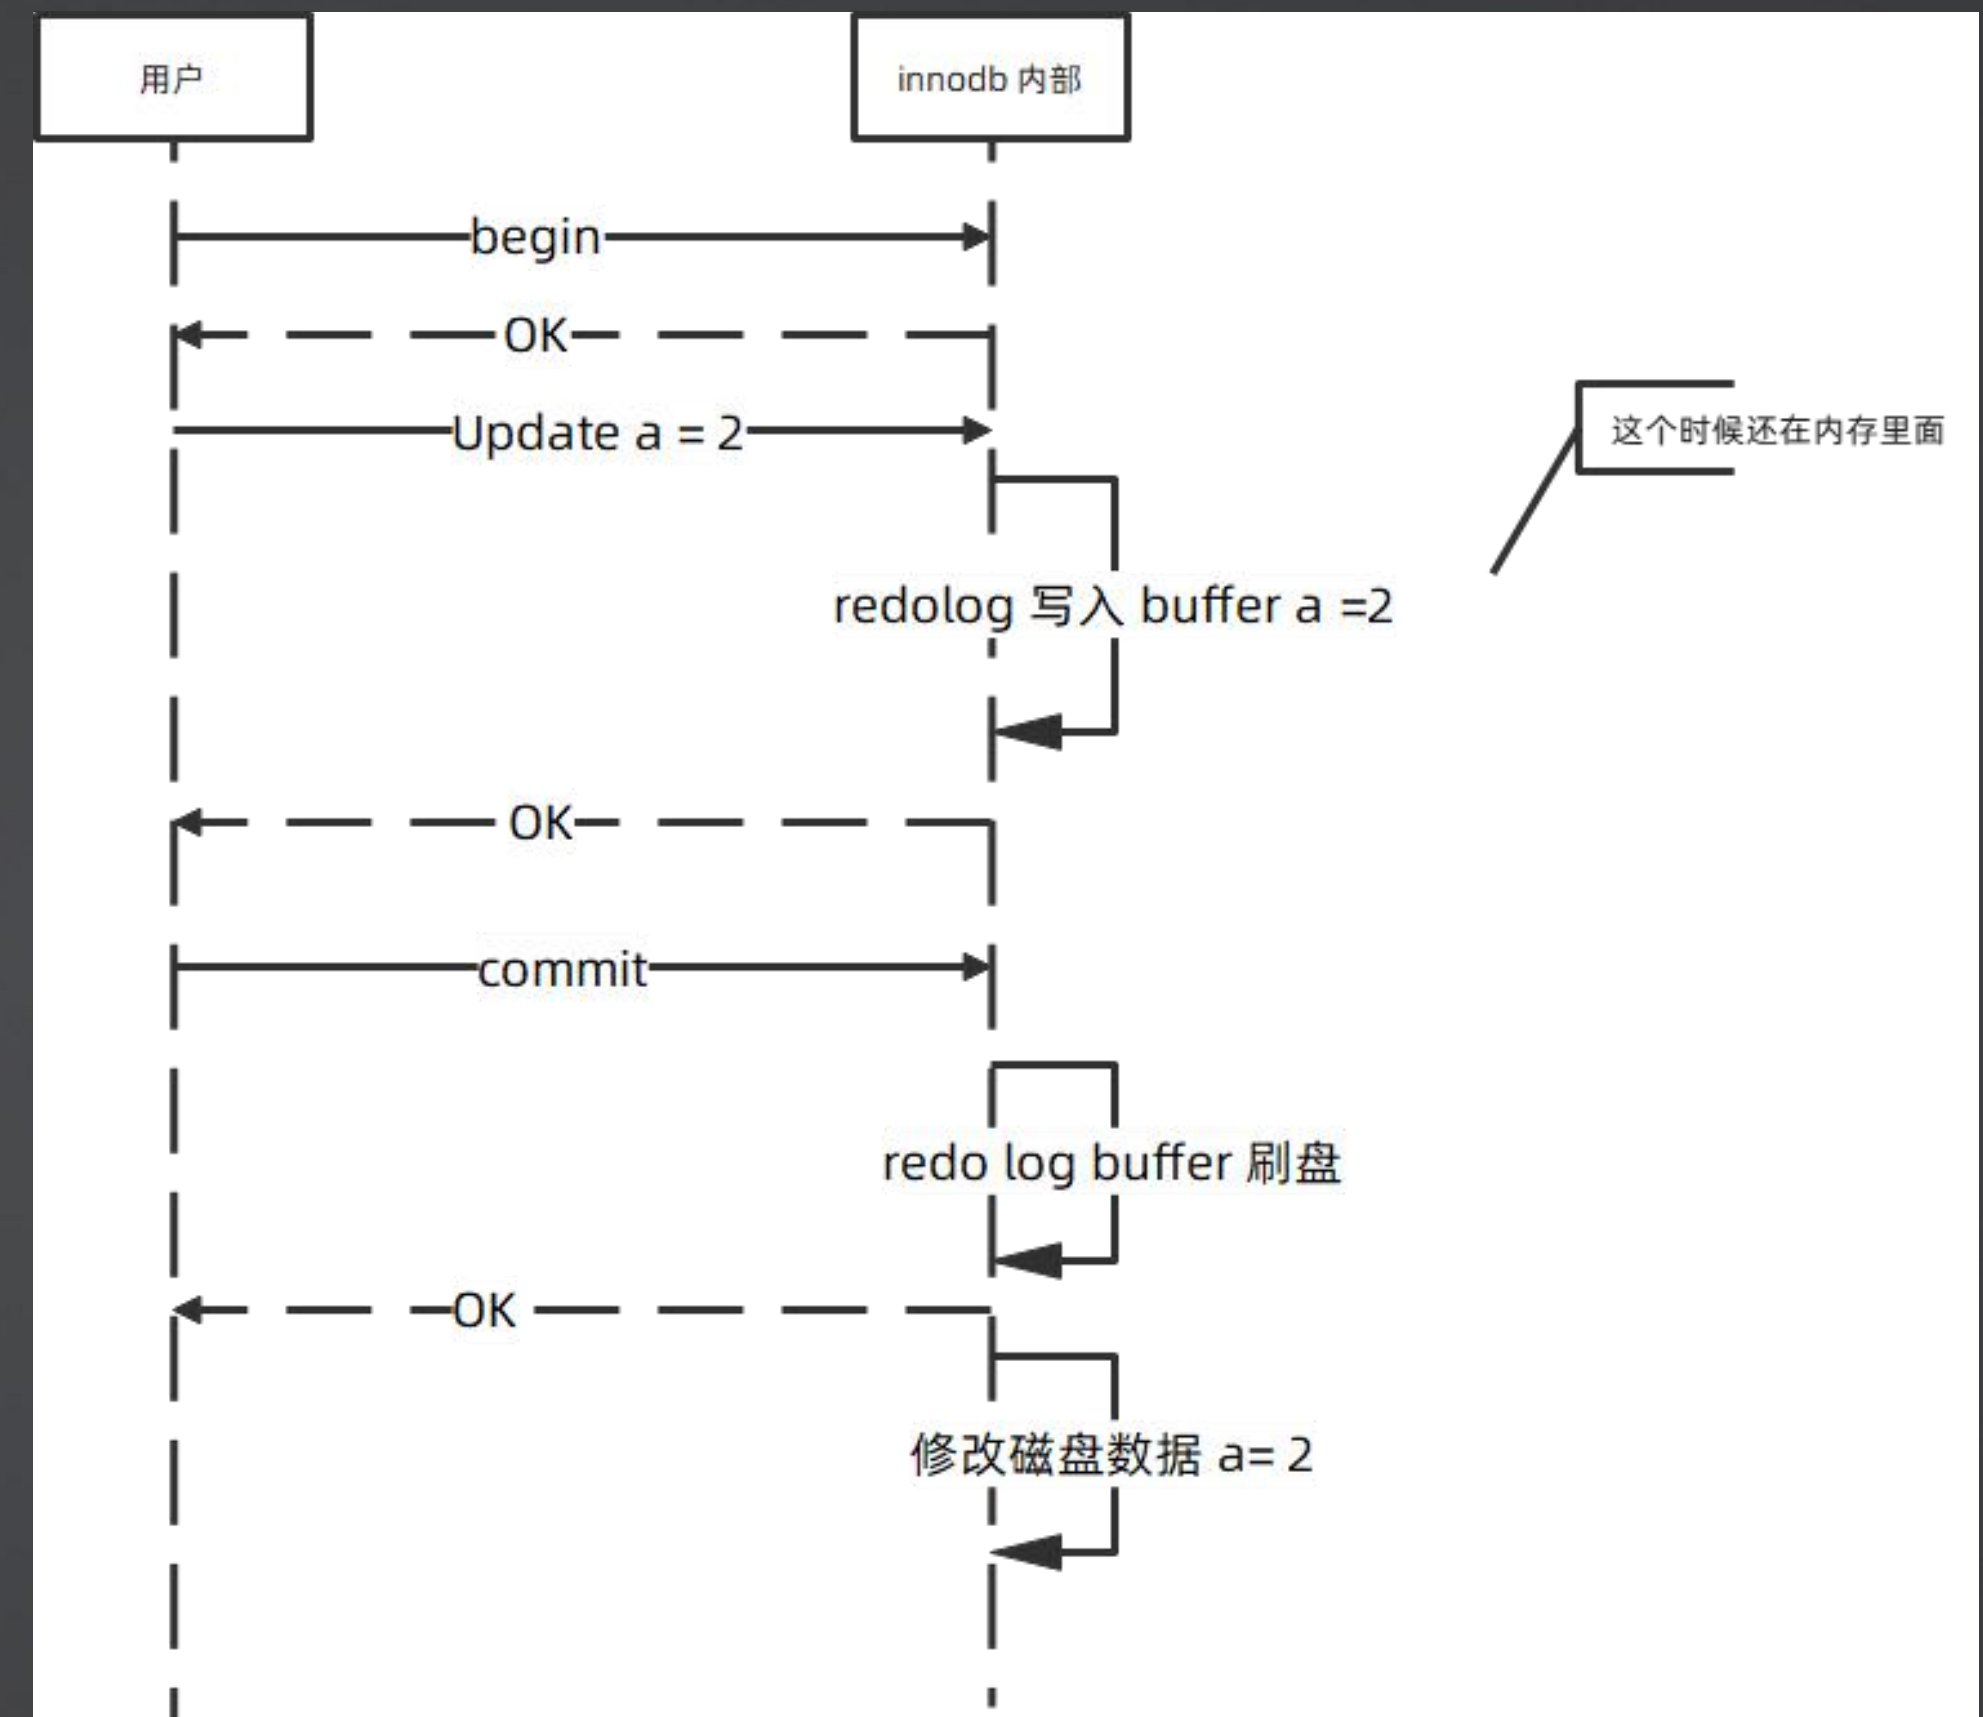 用户
innodb 内部
begin
OK
Update a = 2
这个时候还在内存里面
redolog 写入 buffer a =2
OK
commit
redo log buffer 刷盘
OK
修改磁盘数据 a= 2